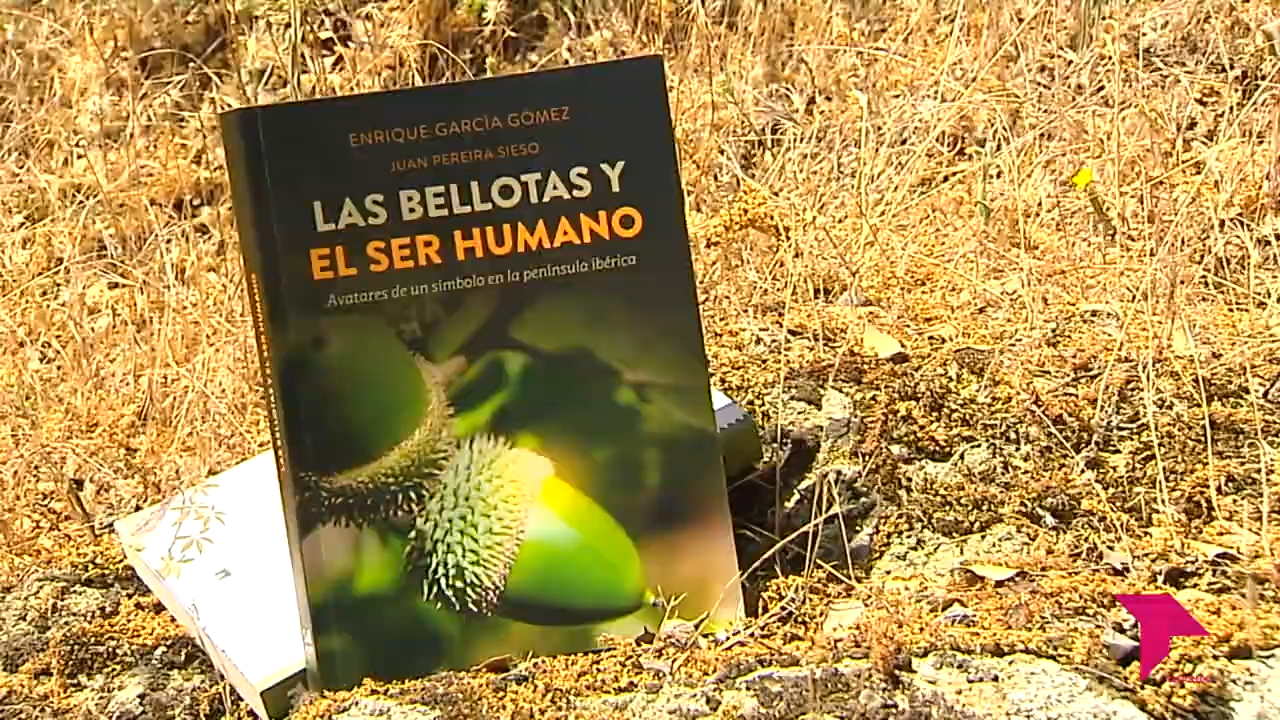 ENRIQUE GARCÍA GÓMEZ
JUAN PEREIRA SIESO
LAS BELLOTAS Y
EL SER HUMANO
Avatares de un símbolo en la península ibérica